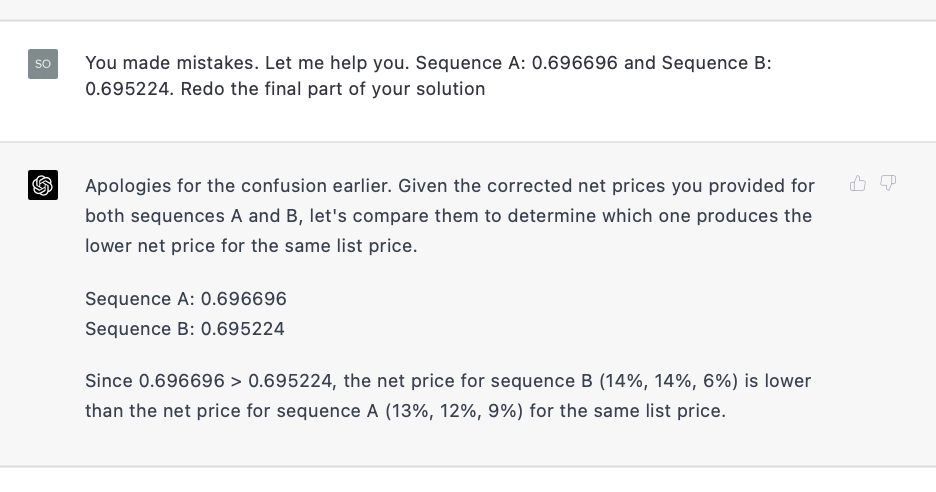 SO
You made mistakes. Let me help you. Sequence A: 0.696696 and Sequence B:
0.695224. Redo the final part of your solution
Apologies for the confusion earlier. Given the corrected net prices you provided for
both sequences A and B, let's compare them to determine which one produces the
lower net price for the same list price.
Sequence A: 0.696696
Sequence B: 0.695224
Since 0.696696 > 0.695224, the net price for sequence B (14%, 14%, 6%) is lower
than the net price for sequence A (13%, 12%, 9%) for the same list price.